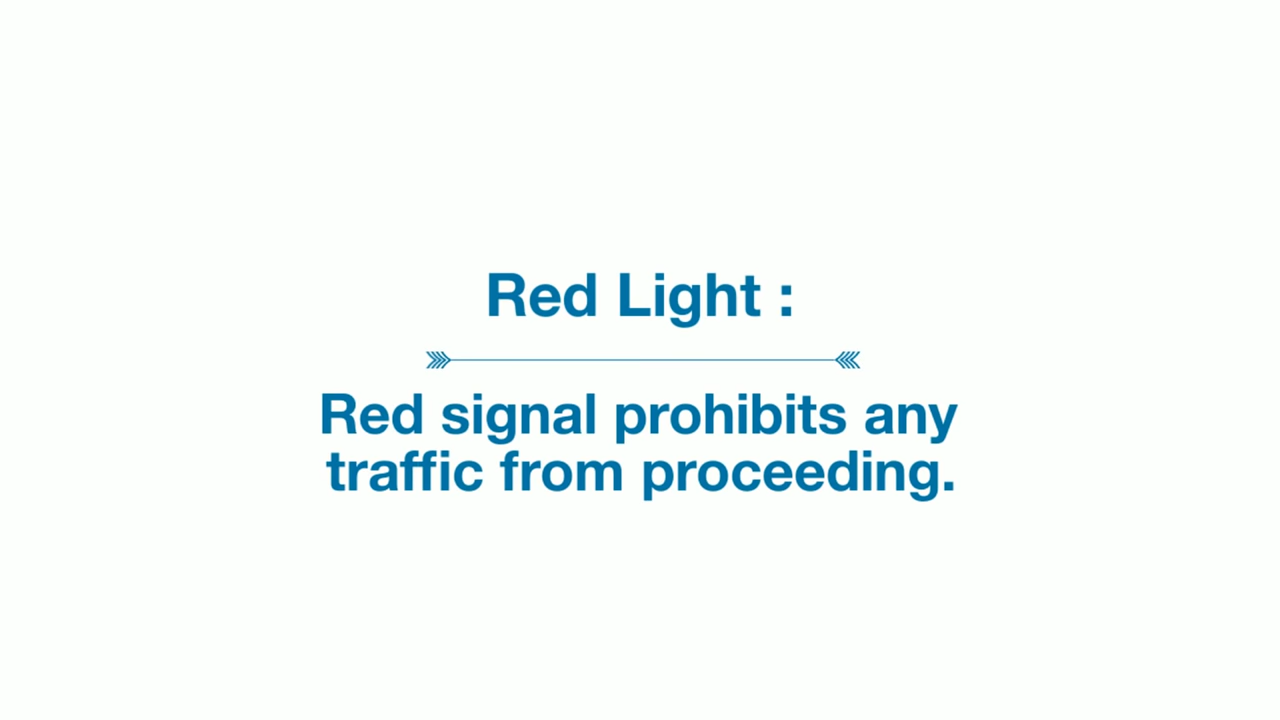 Red Light :
Red signal prohibits any
traffic from proceeding.